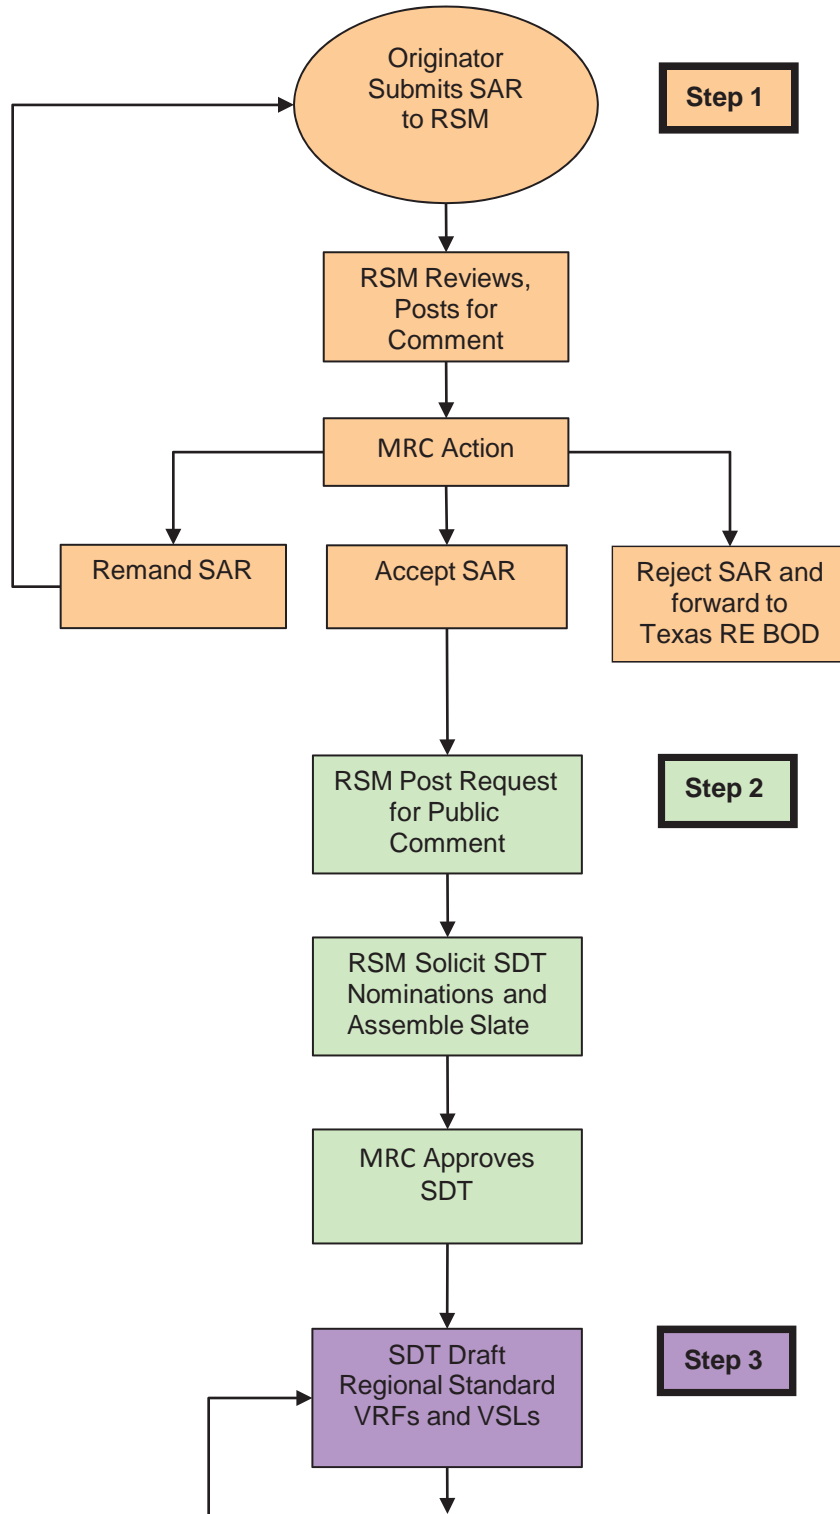 Originator
Submits SAR
to RSM
Step 1
RSM Reviews,
Posts for
Comment
MRC Action
Remand SAR
Accept SAR
Reject SAR and
forward to
Texas RE BOD
RSM Post Request
for Public
Comment
Step 2
RSM Solicit SDT
Nominations and
Assemble Slate
MRC Approves
SDT
SDT Draft
Regional Standard
VRFs and VSLs
Step 3